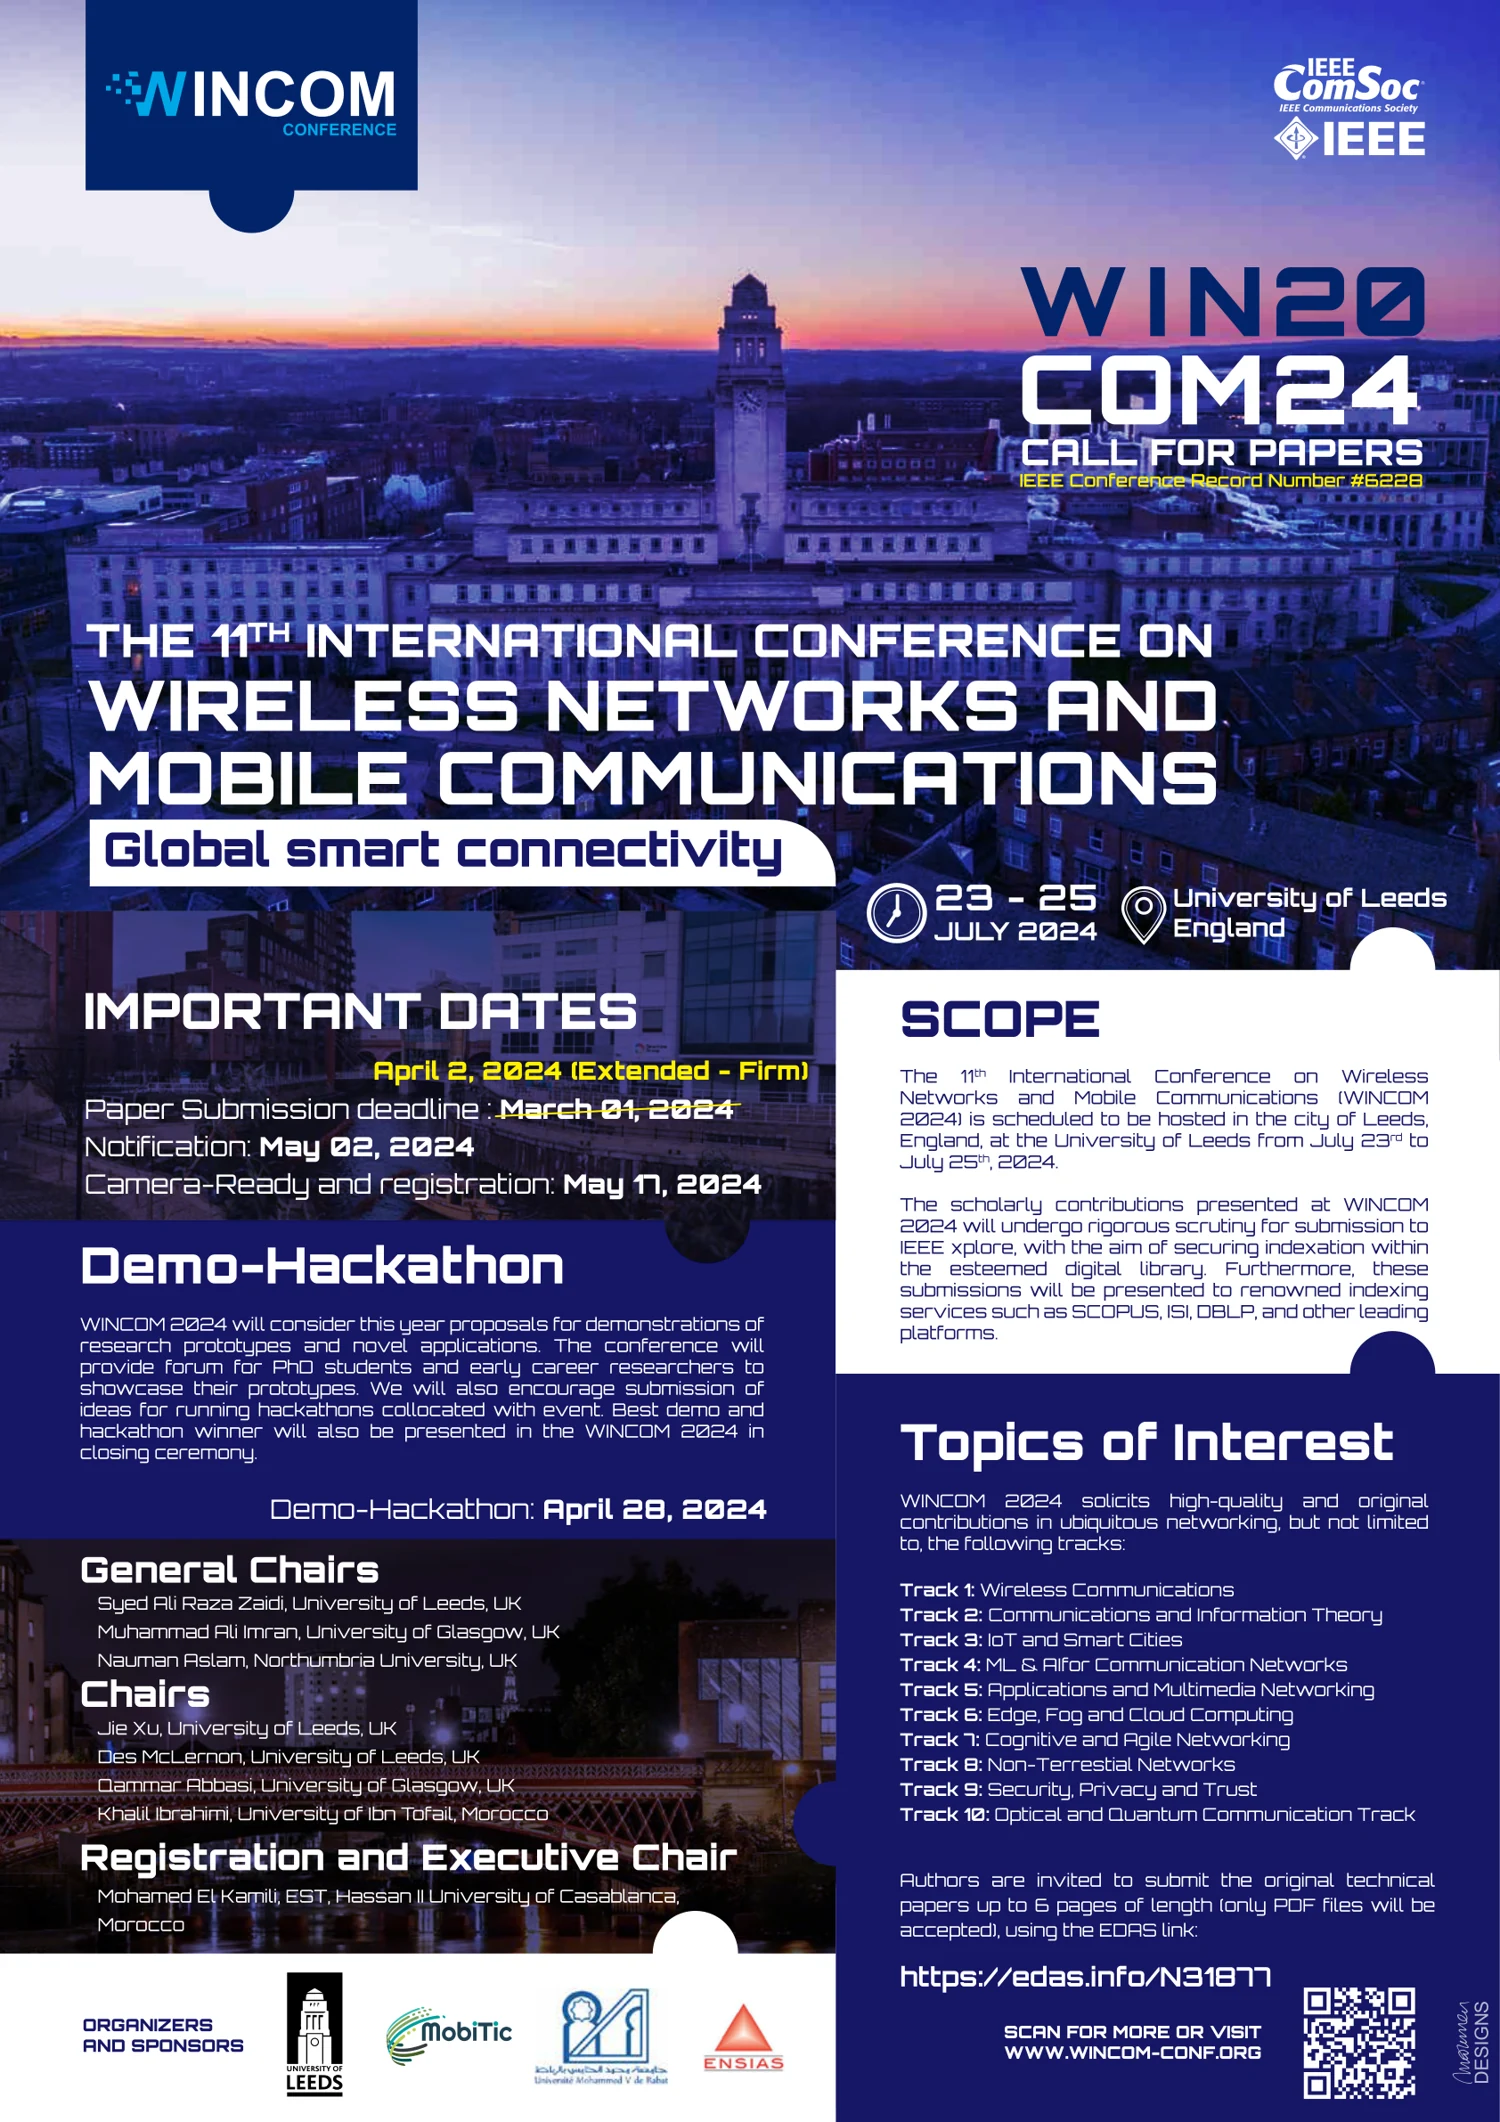 WINCOM
CONFERENCE
IEEE
ComSoc
IEEE Communications Society
IEEE
WIN20
COM24
CALL FOR PAPERS
IEEE Conference Record Number #6228
THE 11TH INTERNATIONAL CONFERENCE ON
WIRELESS NETWORKS AND
MOBILE COMMUNICATIONS
Global smart connectivity
23 - 25
JULY 2024
University of Leeds
England
IMPORTANT DATES
April 2, 2024 (Extended - Firm)
Paper Submission deadline : March 01, 2024
Notification: May 02, 2024
Camera-Ready and registration: May 17, 2024
Demo-Hackathon
WINCOM 2024 will consider this year proposals for demonstrations of
research prototypes and novel applications. The conference will
provide forum for PhD students and early career researchers to
showcase their prototypes. We will also encourage submission of
ideas for running hackathons collocated with event. Best demo and
hackathon winner will also be presented in the WINCOM 2024 in
closing ceremony.
Demo-Hackathon: April 28, 2024
General Chairs
Syed Ali Raza Zaidi, University of Leeds, UK
Muhammad Ali Imran, University of Glasgow, UK
Nauman Aslam, Northumbria University, UK
Chairs
Jie Xu, University of Leeds, UK
Des McLernon, University of Leeds, UK
Qammar Abbasi, University of Glasgow, UK
Khalil Ibrahimi, University of Ibn Tofail, Morocco
Registration and Executive Chair
Mohamed El Kamili, EST, Hassan II University of Casablanca,
Morocco
SCOPE
The 11th International Conference on Wireless
Networks and Mobile Communications (WINCOM
2024) is scheduled to be hosted in the city of Leeds,
England, at the University of Leeds from July 23rd to
July 25th, 2024.
The scholarly contributions presented at WINCOM
2024 will undergo rigorous scrutiny for submission to
IEEE xplore, with the aim of securing indexation within
the esteemed digital library. Furthermore, these
submissions will be presented to renowned indexing
services such as SCOPUS, ISI, DBLP, and other leading
platforms.
Topics of Interest
WINCOM 2024 solicits high-quality and original
contributions in ubiquitous networking, but not limited
to, the following tracks:
Track 1: Wireless Communications
Track 2: Communications and Information Theory
Track 3: IoT and Smart Cities
Track 4: ML & AIfor Communication Networks
Track 5: Applications and Multimedia Networking
Track 6: Edge, Fog and Cloud Computing
Track 7: Cognitive and Agile Networking
Track 8: Non-Terrestial Networks
Track 9: Security, Privacy and Trust
Track 10: Optical and Quantum Communication Track
Authors are invited to submit the original technical
papers up to 6 pages of length (only PDF files will be
accepted), using the EDAS link:
https://edas.info/N31877
SCAN FOR MORE OR VISIT
WWW.WINCOM-CONF.ORG
ORGANIZERS
AND SPONSORS
UNIVERSITY OF
LEEDS
MobiTic
جامعة محمد الخامس بالرباط
Université Mohammed V de Rabat
ENSIAS
DESIGNS